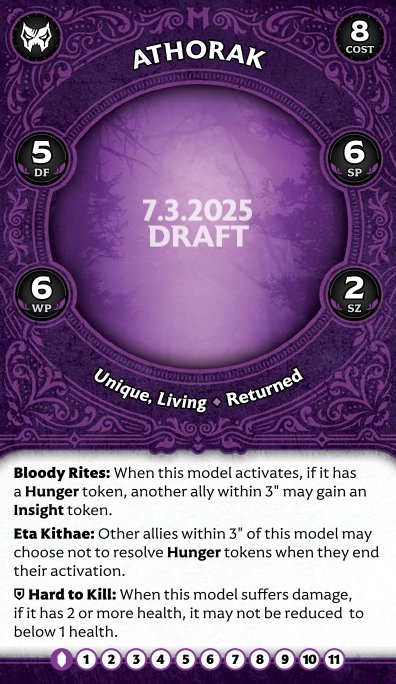 ATHORAK
8
COST
5
DF
6
SP
7.3.2025
DRAFT
6
WP
2
SZ
Unique, Living ◆ Returned
Bloody Rites: When this model activates, if it has
a Hunger token, another ally within 3" may gain an
Insight token.
Eta Kithae: Other allies within 3" of this model may
choose not to resolve Hunger tokens when they end
their activation.
Hard to Kill: When this model suffers damage,
if it has 2 or more health, it may not be reduced to
below 1 health.
1 2 3 4 5 6 7 8 9 10 11